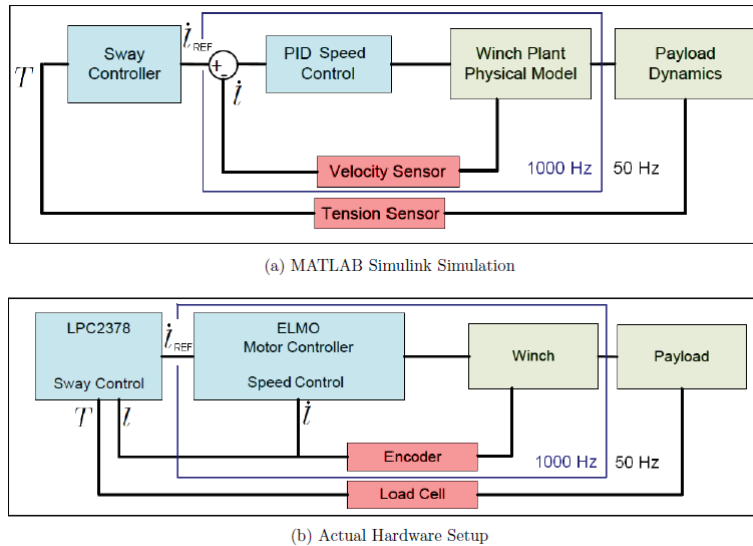 Sway
Controller
i̇REF
+
-
i̇
PID Speed
Control
Winch Plant
Physical Model
Payload
Dynamics
T
Velocity Sensor
1000 Hz
50 Hz
Tension Sensor
(a) MATLAB Simulink Simulation
LPC2378
Sway Control
i̇REF
ELMO
Motor Controller
Speed Control
Winch
Payload
T
l
i̇
Encoder
1000 Hz
50 Hz
Load Cell
(b) Actual Hardware Setup